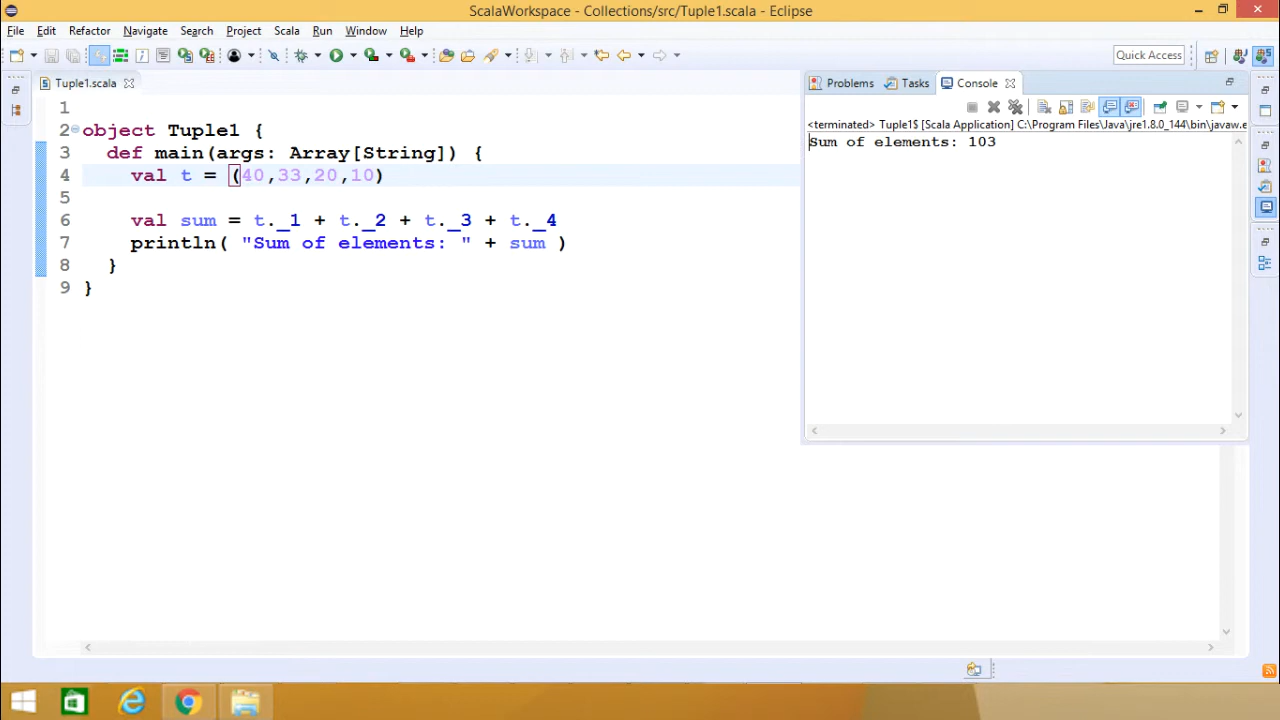 ScalaWorkspace - Collections/src/Tuple1.scala - Eclipse
File Edit Refactor Navigate Search Project Scala Run Window Help
Quick Access
Tuple1.scala
Problems Tasks Console
<terminated> Tuple1$ [Scala Application] C:\Program Files\Java\jre1.8.0_144\bin\javaw.e
Sum of elements: 103
1
2 object Tuple1 {
3 def main(args: Array[String]) {
4 val t = (40,33,20,10)
5
6 val sum = t._1 + t._2 + t._3 + t._4
7 println( "Sum of elements: " + sum )
8 }
9 }